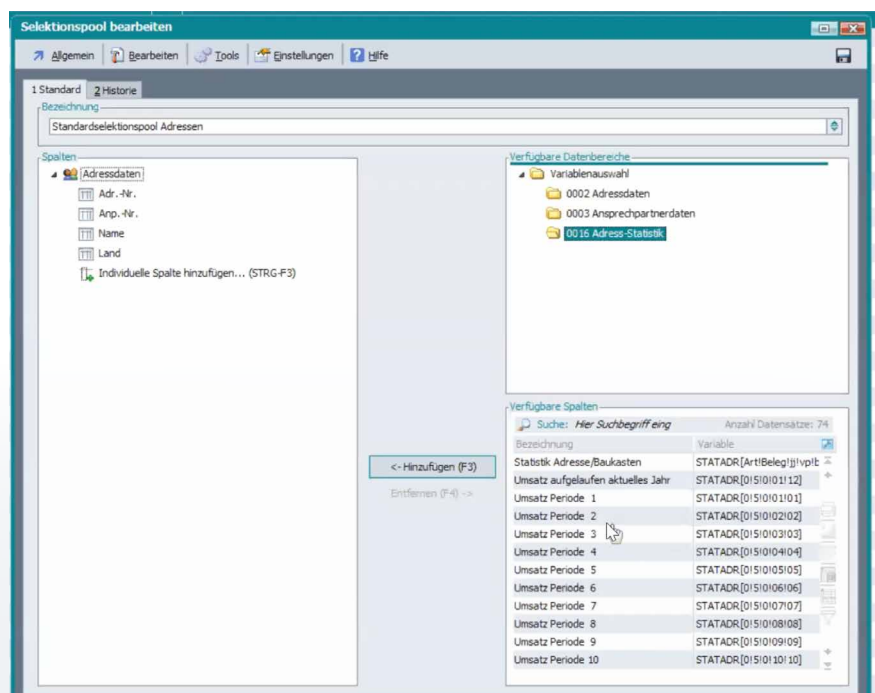 Selektionspool bearbeiten
Allgemein Bearbeiten Tools Einstellungen Hilfe
1 Standard 2 Historie
Bezeichnung
Standardselektionspool Adressen
Spalten
Adressdaten
Adr.-Nr.
Anp.-Nr.
Name
Land
Individuelle Spalte hinzufügen... (STRG-F3)
<- Hinzufügen (F3)
Entfernen (F4) ->
Verfügbare Datenbereiche
Variablenauswahl
0002 Adressdaten
0003 Ansprechpartnerdaten
0016 Adress-Statistik
Verfügbare Spalten
Suche: Hier Suchbegriff eing Anzahl Datensätze: 74
Bezeichnung Variable
Statistik Adresse/Baukasten STATADR[Art!Beleg!jj!vp!b
Umsatz aufgelaufen aktuelles Jahr STATADR[0!5!0!01!12]
Umsatz Periode 1 STATADR[0!5!0!01!01]
Umsatz Periode 2 STATADR[0!5!0!02!02]
Umsatz Periode 3 STATADR[0!5!0!03!03]
Umsatz Periode 4 STATADR[0!5!0!04!04]
Umsatz Periode 5 STATADR[0!5!0!05!05]
Umsatz Periode 6 STATADR[0!5!0!06!06]
Umsatz Periode 7 STATADR[0!5!0!07!07]
Umsatz Periode 8 STATADR[0!5!0!08!08]
Umsatz Periode 9 STATADR[0!5!0!09!09]
Umsatz Periode 10 STATADR[0!5!0!10!10]